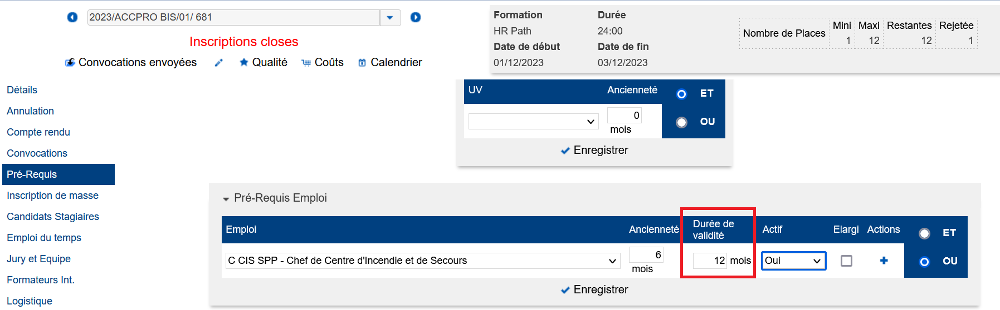 2023/ACCPRO BIS/01/ 681
Inscriptions closes
Convocations envoyées Qualité Coûts Calendrier
Formation Durée
HR Path 24:00
Date de début Date de fin
01/12/2023 03/12/2023
Nombre de Places Mini Maxi Restantes Rejetée
1 12 12 1
Détails
Annulation
Compte rendu
Convocations
Pré-Requis
Inscription de masse
Candidats Stagiaires
Emploi du temps
Jury et Equipe
Formateurs Int.
Logistique
UV Ancienneté ET
0 mois OU
Enregistrer
Pré-Requis Emploi
Emploi Ancienneté Durée de validité Actif Elargi Actions ET
C CIS SPP - Chef de Centre d'Incendie et de Secours 6 mois 12 mois Oui OU
Enregistrer